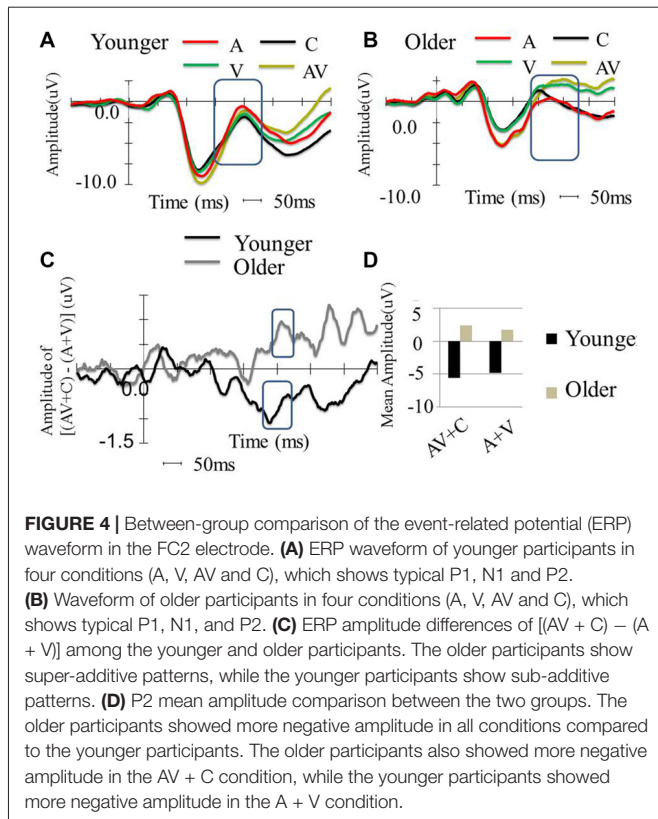 A Younger A C
V AV
Amplitude(uV)
0.0
-10.0
Time (ms) 50ms
B Older A C
V AV
Amplitude(uV)
0.0
-10.0
Time (ms) 50ms
Younger
Older
C
Amplitude of
[(AV+C) - (A+V)] (uV)
0.0
-1.5
Time (ms)
50ms
D
Mean Amplitude(uV)
5
0
-5
-10
AV+C
A+V
Younge
Older
FIGURE 4 | Between-group comparison of the event-related potential (ERP)
waveform in the FC2 electrode. (A) ERP waveform of younger participants in
four conditions (A, V, AV and C), which shows typical P1, N1 and P2.
(B) Waveform of older participants in four conditions (A, V, AV and C), which
shows typical P1, N1, and P2. (C) ERP amplitude differences of [(AV + C) − (A
+ V)] among the younger and older participants. The older participants show
super-additive patterns, while the younger participants show sub-additive
patterns. (D) P2 mean amplitude comparison between the two groups. The
older participants showed more negative amplitude in all conditions compared
to the younger participants. The older participants also showed more negative
amplitude in the AV + C condition, while the younger participants showed
more negative amplitude in the A + V condition.